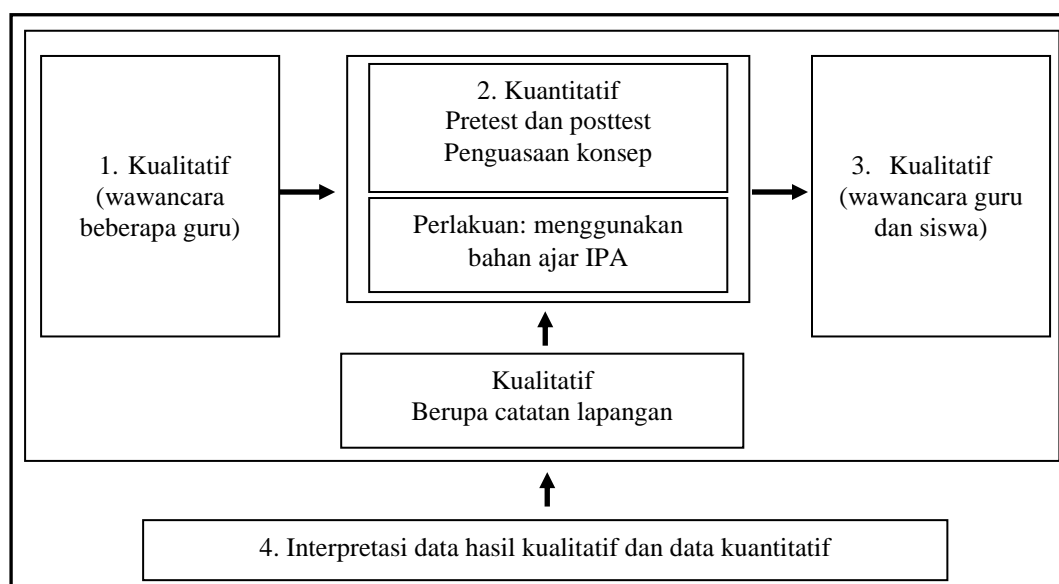 1. Kualitatif
(wawancara
beberapa guru)
2. Kuantitatif
Pretest dan posttest
Penguasaan konsep
Perlakuan: menggunakan
bahan ajar IPA
3. Kualitatif
(wawancara guru
dan siswa)
Kualitatif
Berupa catatan lapangan
4. Interpretasi data hasil kualitatif dan data kuantitatif